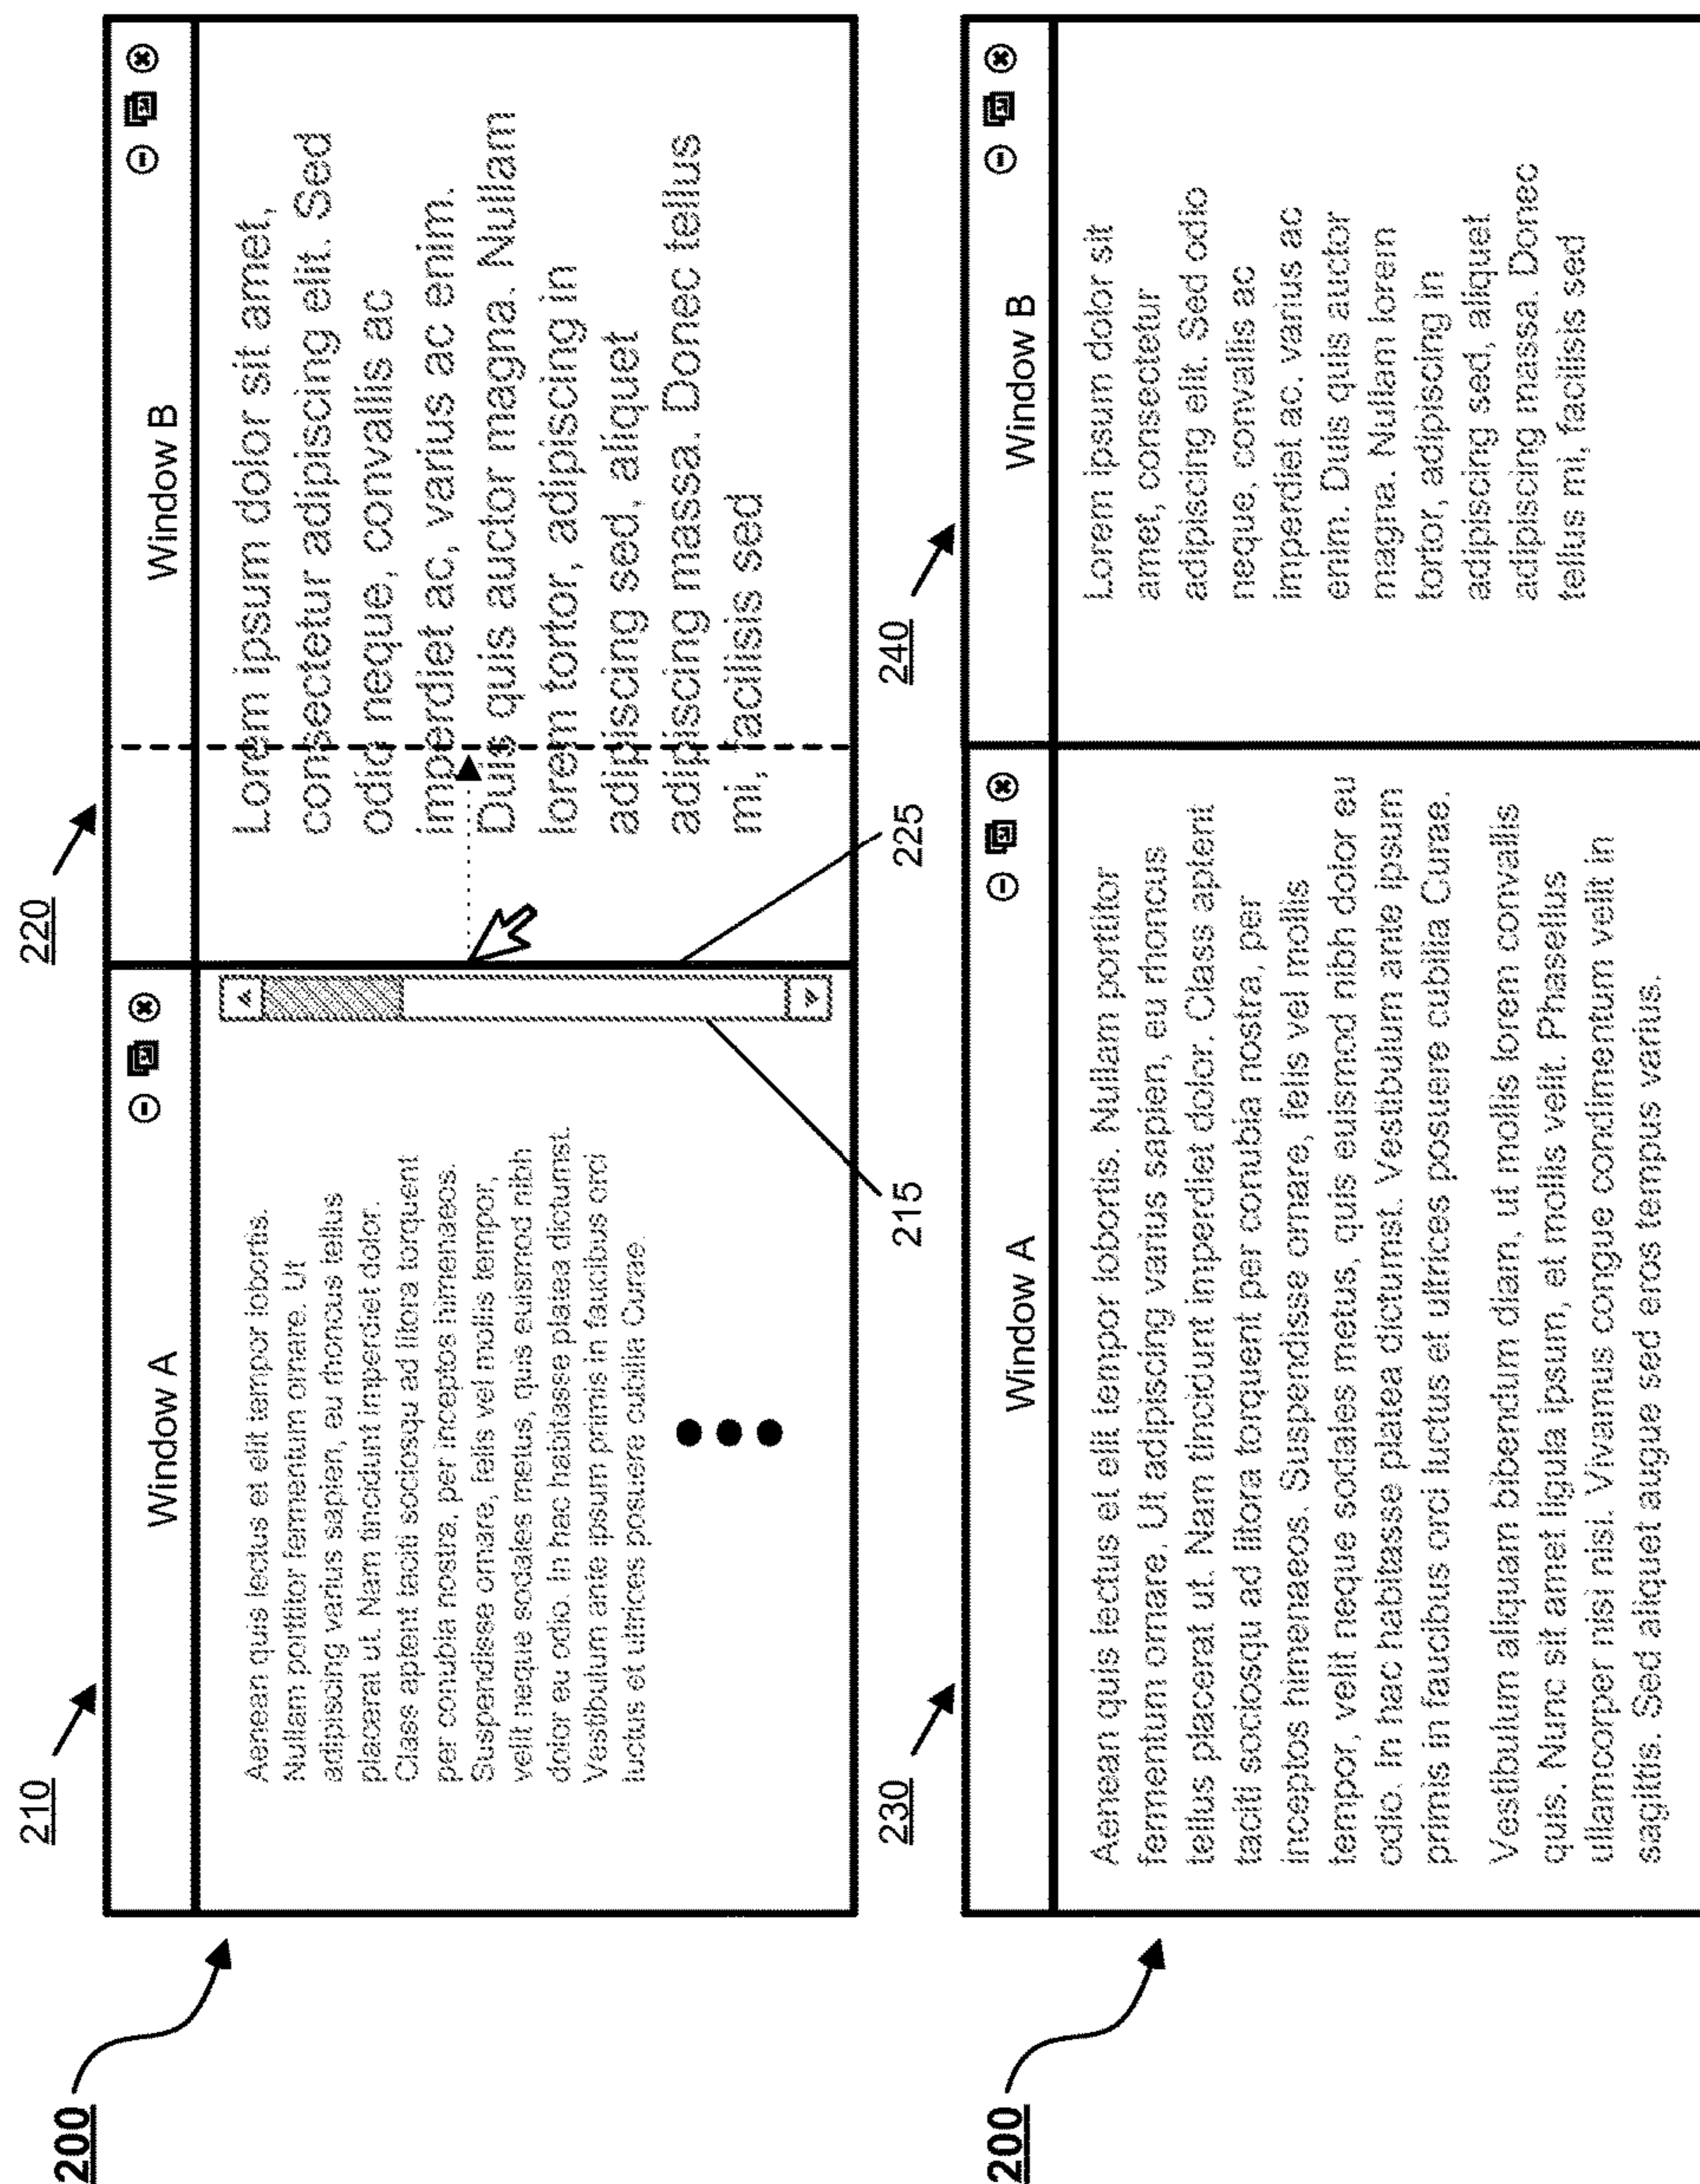 200
210
220
Window A
Window B
Aenean quis lectus et elit tempor lobortis.
Nullam portitor fermentum ornare. Ut
adipiscing varius sapien, eu rhoncus tellus
placerat ut. Nam tincidunt imperdiet dolor.
Class aptent taciti sociosqu ad litora torquent
per conubia nostra, per inceptos himenaeos.
Suspendisse ornare, felis vel mollis tempor,
velit neque sodales metus, quis euismod nibh
dolor eu odio. In hac habitasse platea dictumst.
Vestibulum ante ipsum primis in faucibus orci
luctus et ultrices posuere cubilia Curae.
Lorem ipsum dolor sit amet,
consectetur adipiscing elit. Sed
odio neque, convallis ac
imperdiet ac, varius ac enim.
Duis quis auctor magna. Nullam
lorem tortor, adipiscing in
adipiscing sed, aliquet
adipiscing massa. Donec tellus
mi, facilisis sed
215
225
200
230
240
Window A
Window B
Aenean quis lectus et elit tempor lobortis. Nullam portitor
fermentum ornare. Ut adipiscing varius sapien, eu rhoncus
tellus placerat ut. Nam tincidunt imperdiet dolor. Class aptent
taciti sociosqu ad litora torquent per conubia nostra, per
inceptos himenaeos. Suspendisse ornare, felis vel mollis
tempor, velit neque sodales metus, quis euismod nibh dolor eu
odio. In hac habitasse platea dictumst. Vestibulum ante ipsum
primis in faucibus orci luctus et ultrices posuere cubilia Curae.
Vestibulum aliquam bibendum diam, ut mollis lorem convallis
quis. Nunc sit amet ligula ipsum, et mollis velit. Phasellus
ullamcorper nisi nisi. Vivamus congue condimentum velit in
sagittis. Sed aliquet augue sed eros tempus varius.
Lorem ipsum dolor sit
amet, consectetur
adipiscing elit. Sed odio
neque, convallis ac
imperdiet ac, varius ac
enim. Duis quis auctor
magna. Nullam lorem
tortor, adipiscing in
adipiscing sed, aliquet
adipiscing massa. Donec
tellus mi, facilisis sed